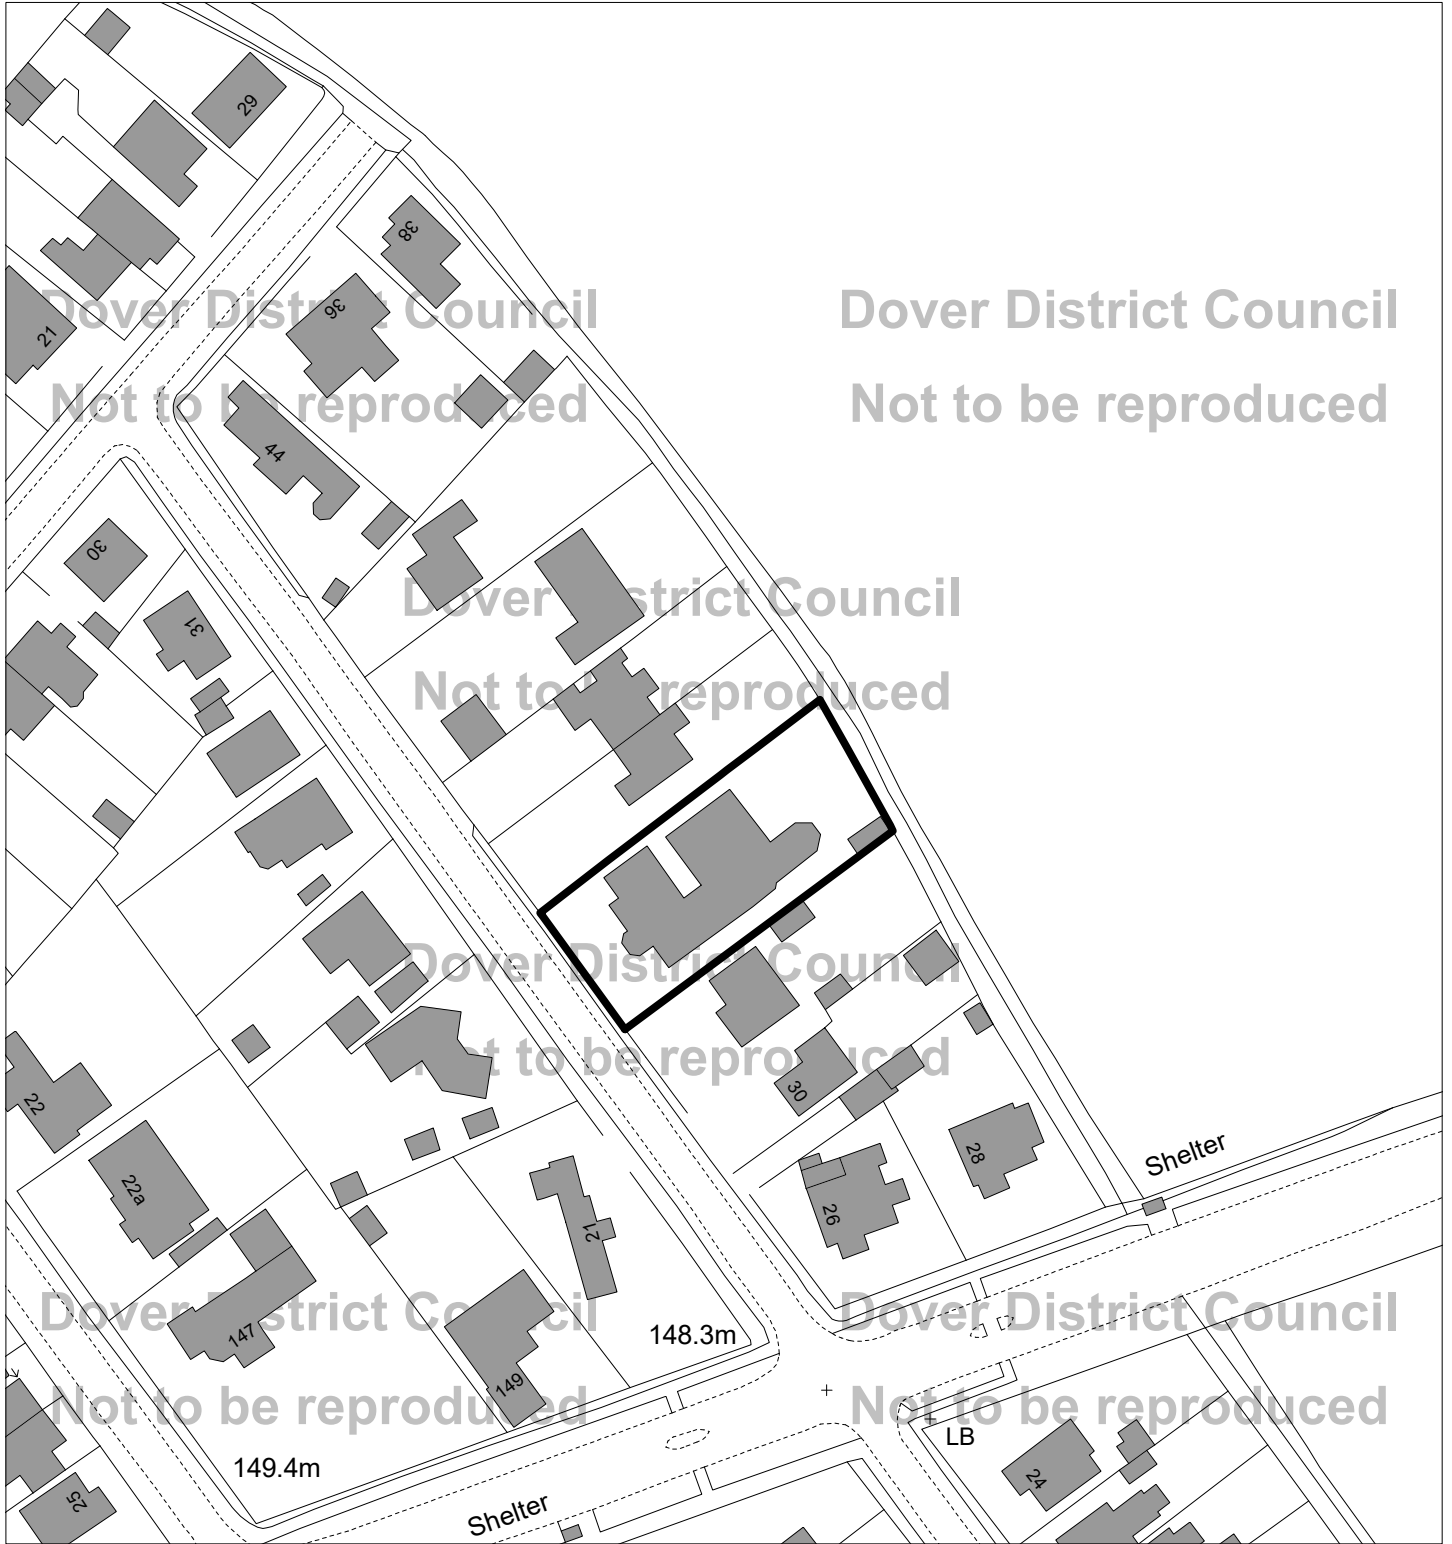 29
38
Dover District Council
Dover District Council
36
21
Not to be reproduced
Not to be reproduced
44
30
Dover District Council
31
Not to be reproduced
Dover District Council
Not to be reproduced
30
22
28
Shelter
22a
26
21
Dover District Council
Dover District Council
147
148.3m
149
Not to be reproduced
Not to be reproduced
LB
149.4m
24
25
Shelter